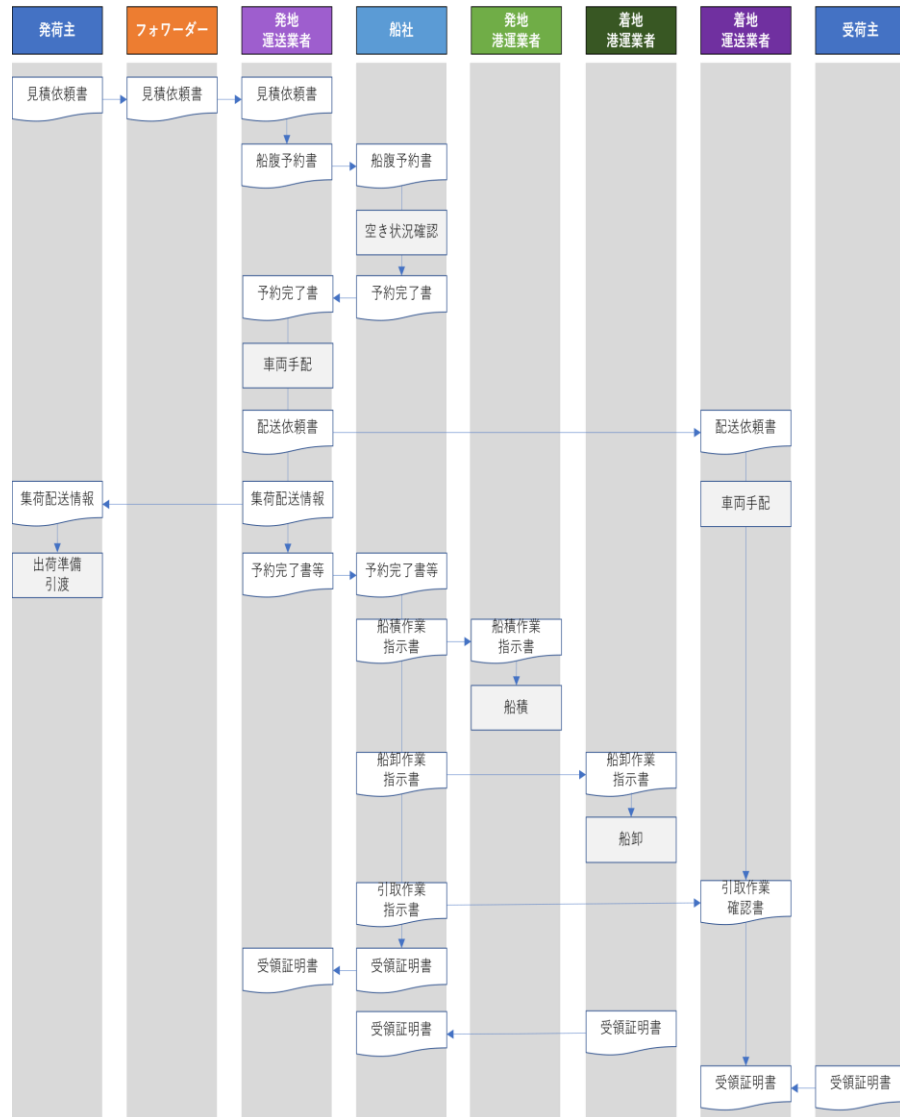 発荷主
フォワーダー
発地
運送業者
船社
発地
港運業者
着地
港運業者
着地
運送業者
受荷主
見積依頼書
見積依頼書
見積依頼書
船腹予約書
船腹予約書
空き状況確認
予約完了書
予約完了書
車両手配
配送依頼書
配送依頼書
集荷配送情報
集荷配送情報
車両手配
出荷準備
引渡
予約完了書等
予約完了書等
船積作業
指示書
船積作業
指示書
船積
船卸作業
指示書
船卸作業
指示書
船卸
引取作業
指示書
引取作業
確認書
受領証明書
受領証明書
受領証明書
受領証明書
受領証明書
受領証明書